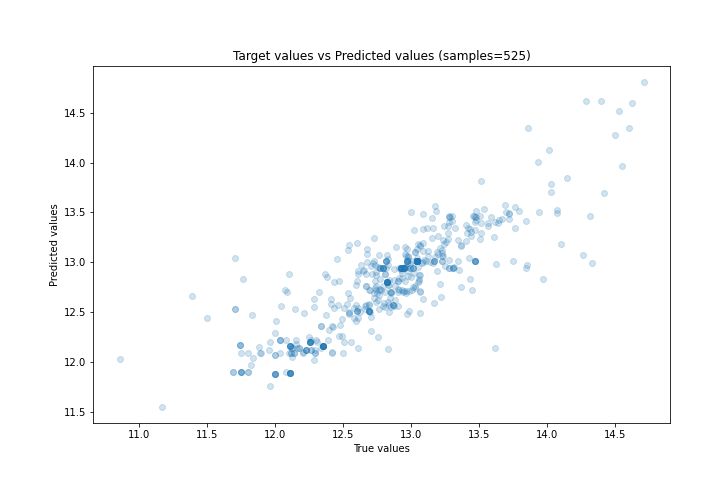 Target values vs Predicted values (samples=525)
Predicted values
14.5
14.0
13.5
13.0
12.5
12.0
11.5
11.0 11.5 12.0 12.5 13.0 13.5 14.0 14.5
True values